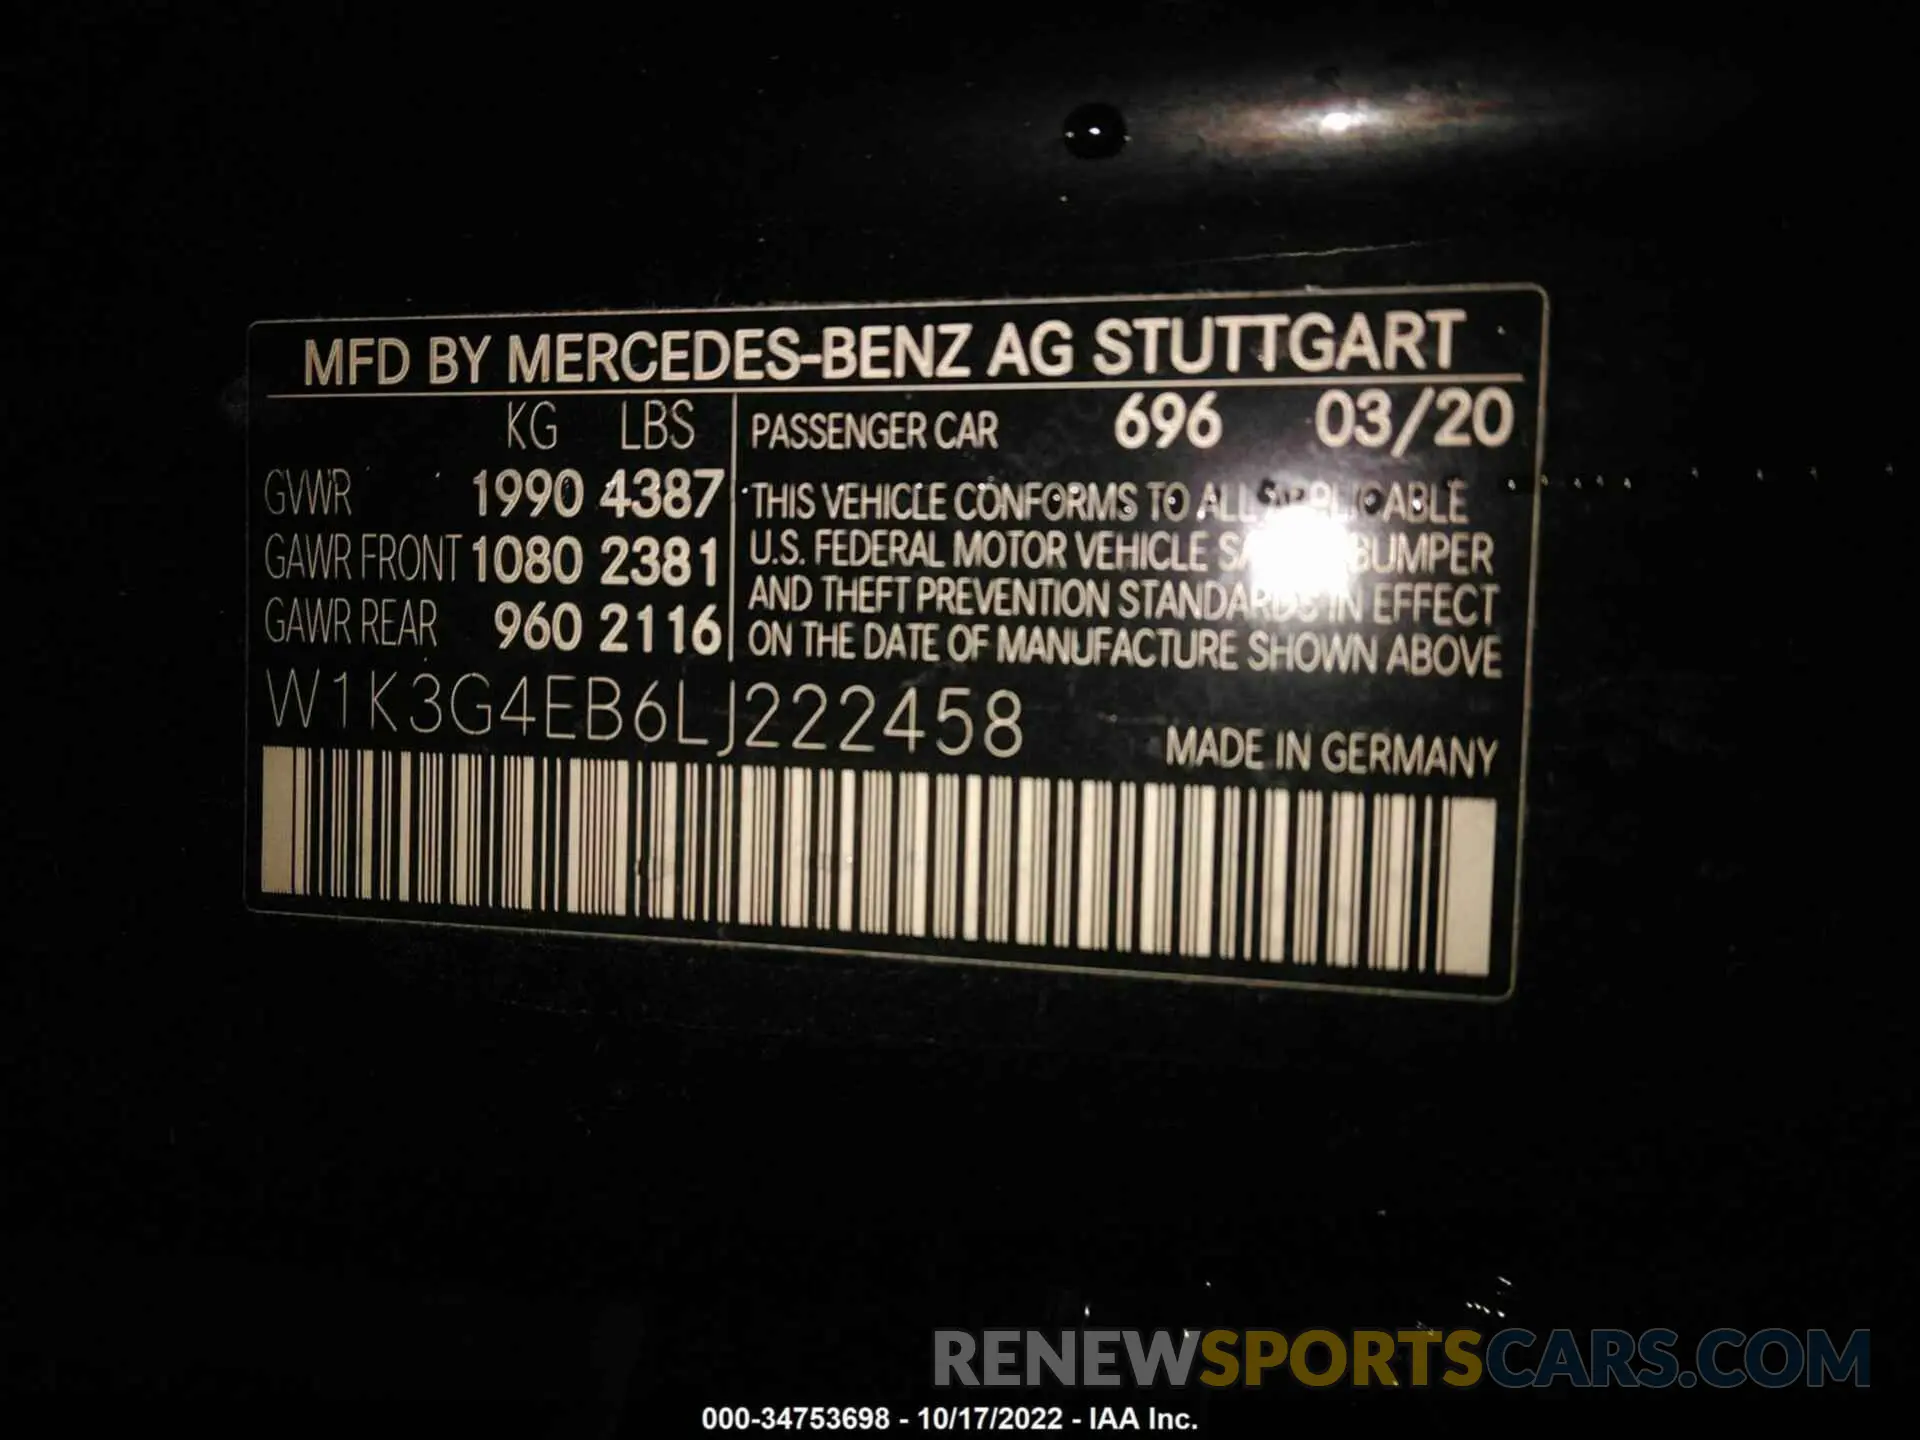 MFD BY MERCEDES-BENZ AG STUTTGART
KG LBS
GVWR 1990 4387
GAWR FRONT 1080 2381
GAWR REAR 960 2116
PASSENGER CAR 696 03/20
THIS VEHICLE CONFORMS TO ALL APPLICABLE
U.S. FEDERAL MOTOR VEHICLE BUMPER
AND THEFT PREVENTION STANDARDS IN EFFECT
ON THE DATE OF MANUFACTURE SHOWN ABOVE
W1K3G4EB6LJ222458
MADE IN GERMANY
RENEWSPORTSCARS.COM
000-34753698 - 10/17/2022 - IAA Inc.